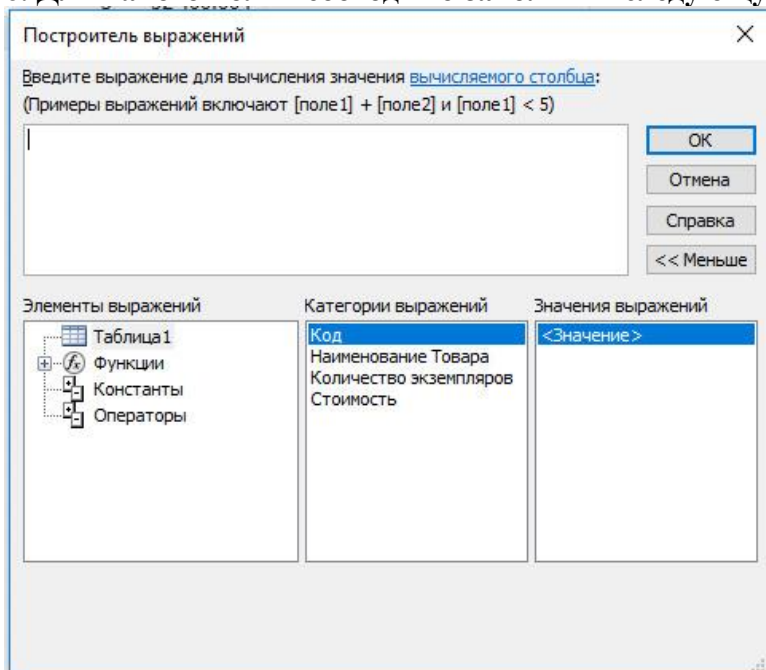 Построитель выражений
Введите выражение для вычисления значения вычисляемого столбца:
(Примеры выражений включают [поле1] + [поле2] и [поле1] < 5)
ОК
Отмена
Справка
<< Меньше
Элементы выражений
Категории выражений
Значения выражений
Таблица1
Функции
Константы
Операторы
Код
Наименование Товара
Количество экземпляров
Стоимость
<Значение>